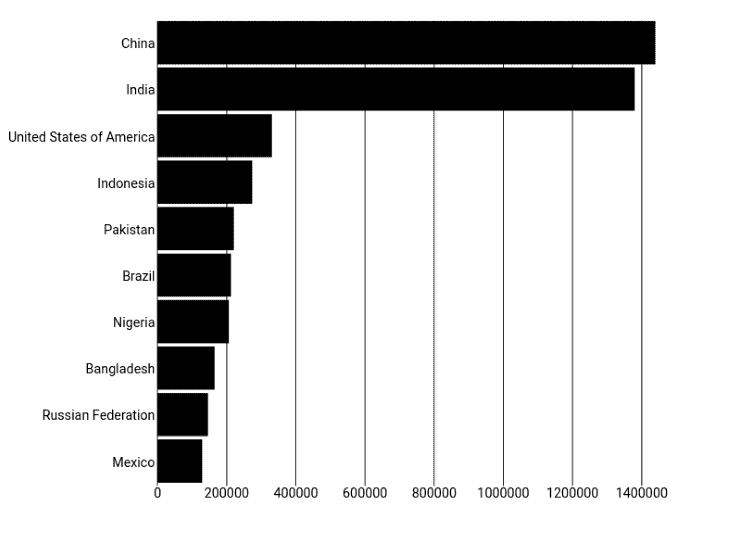 China
India
United States of America
Indonesia
Pakistan
Brazil
Nigeria
Bangladesh
Russian Federation
Mexico
0 200000 400000 600000 800000 1000000 1200000 1400000